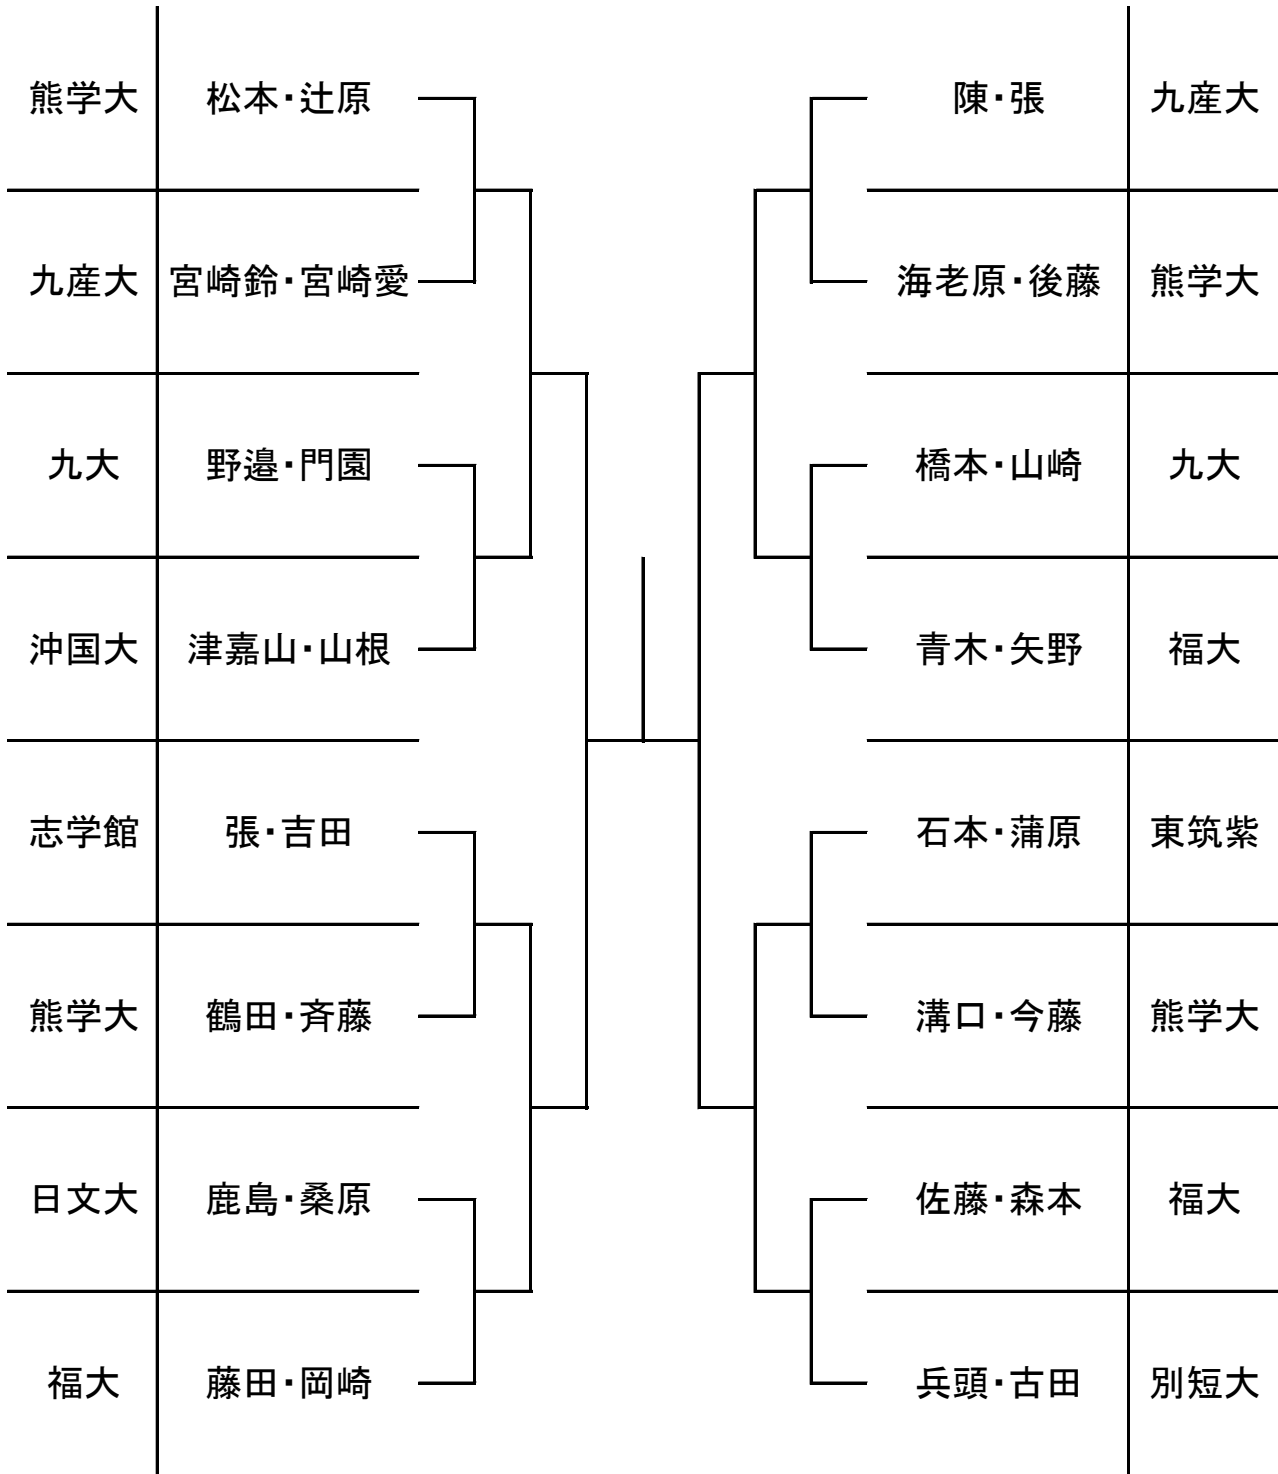 熊学大 松本・辻原 陳・張 九産大
九産大 宮崎鈴・宮崎愛 海老原・後藤 熊学大
九大 野邉・門園 橋本・山崎 九大
沖国大 津嘉山・山根 青木・矢野 福大
志学館 張・吉田 石本・蒲原 東筑紫
熊学大 鶴田・斉藤 溝口・今藤 熊学大
日文大 鹿島・桑原 佐藤・森本 福大
福大 藤田・岡崎 兵頭・古田 別短大